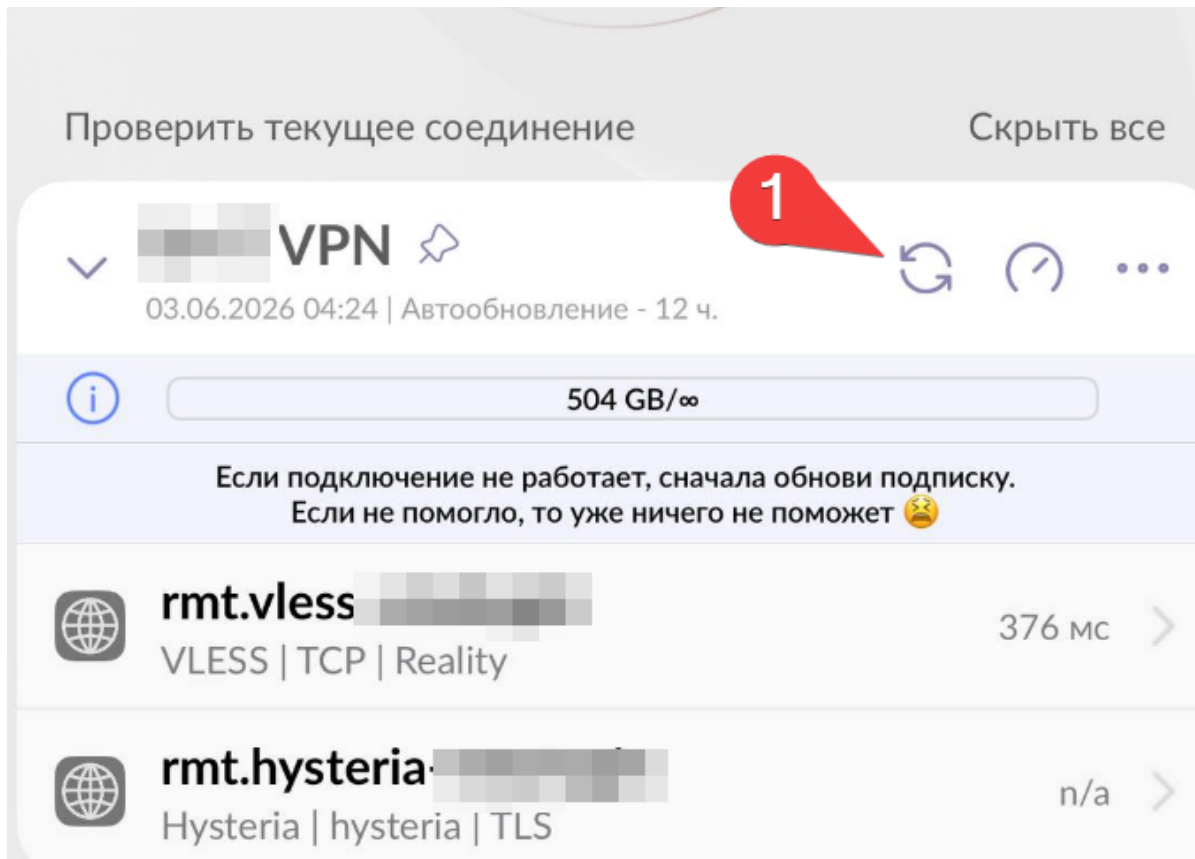 Проверить текущее соединение
Скрыть все
1
VPN
03.06.2026 04:24 | Автообновление - 12 ч.
504 GB/∞
Если подключение не работает, сначала обнови подписку.
Если не помогло, то уже ничего не поможет 😫
rmt.vless
376 мс
VLESS | TCP | Reality
rmt.hysteria-
n/a
Hysteria | hysteria | TLS